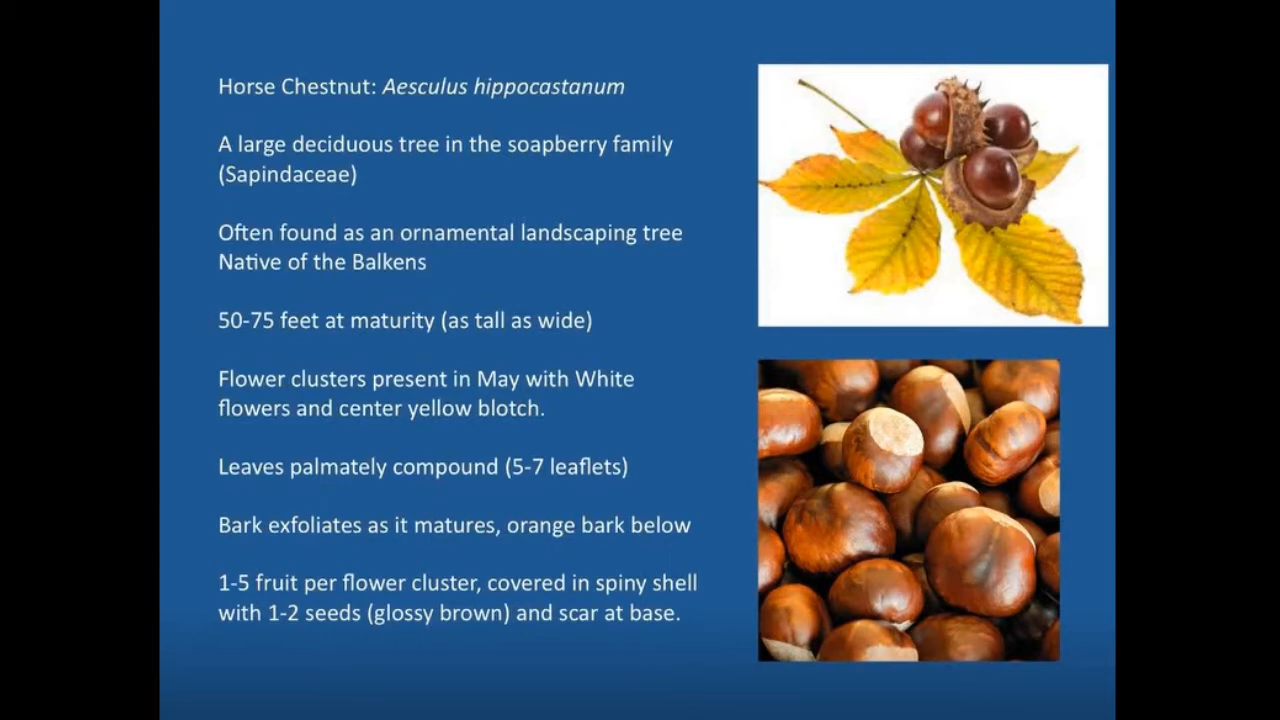 Horse Chestnut: Aesculus hippocastanum
A large deciduous tree in the soapberry family
(Sapindaceae)
Often found as an ornamental landscaping tree
Native of the Balkens
50-75 feet at maturity (as tall as wide)
Flower clusters present in May with White
flowers and center yellow blotch.
Leaves palmately compound (5-7 leaflets)
Bark exfoliates as it matures, orange bark below
1-5 fruit per flower cluster, covered in spiny shell
with 1-2 seeds (glossy brown) and scar at base.